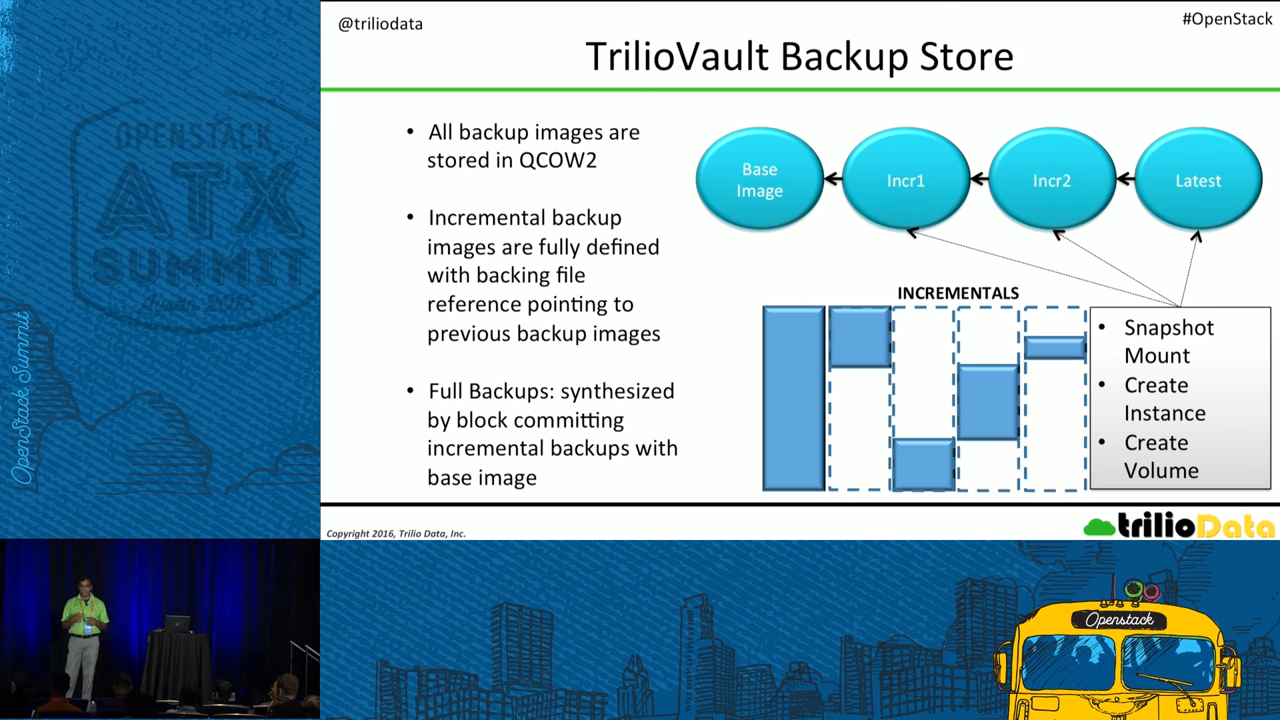 @triliodata
#OpenStack
TrilioVault Backup Store
• All backup images are
stored in QCOW2
• Incremental backup
images are fully defined
with backing file
reference pointing to
previous backup images
• Full Backups: synthesized
by block committing
incremental backups with
base image
Base
Image
Incr1
Incr2
Latest
INCREMENTALS
• Snapshot
Mount
• Create
Instance
• Create
Volume
Copyright 2016, Trilio Data, Inc.
trilioData
OPENSTACK
ATX
SUMMIT
OpenStack Summit
Openstack